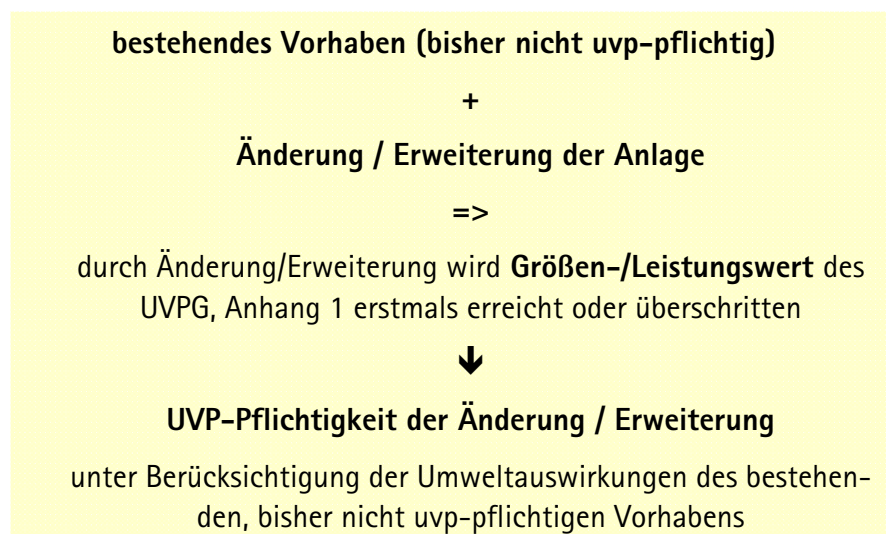 bestehendes Vorhaben (bisher nicht uvp-pflichtig)
+
Änderung / Erweiterung der Anlage
=>
durch Änderung/Erweiterung wird Größen-/Leistungswert des
UVPG, Anhang 1 erstmals erreicht oder überschritten
↓
UVP-Pflichtigkeit der Änderung / Erweiterung
unter Berücksichtigung der Umweltauswirkungen des bestehen-
den, bisher nicht uvp-pflichtigen Vorhabens